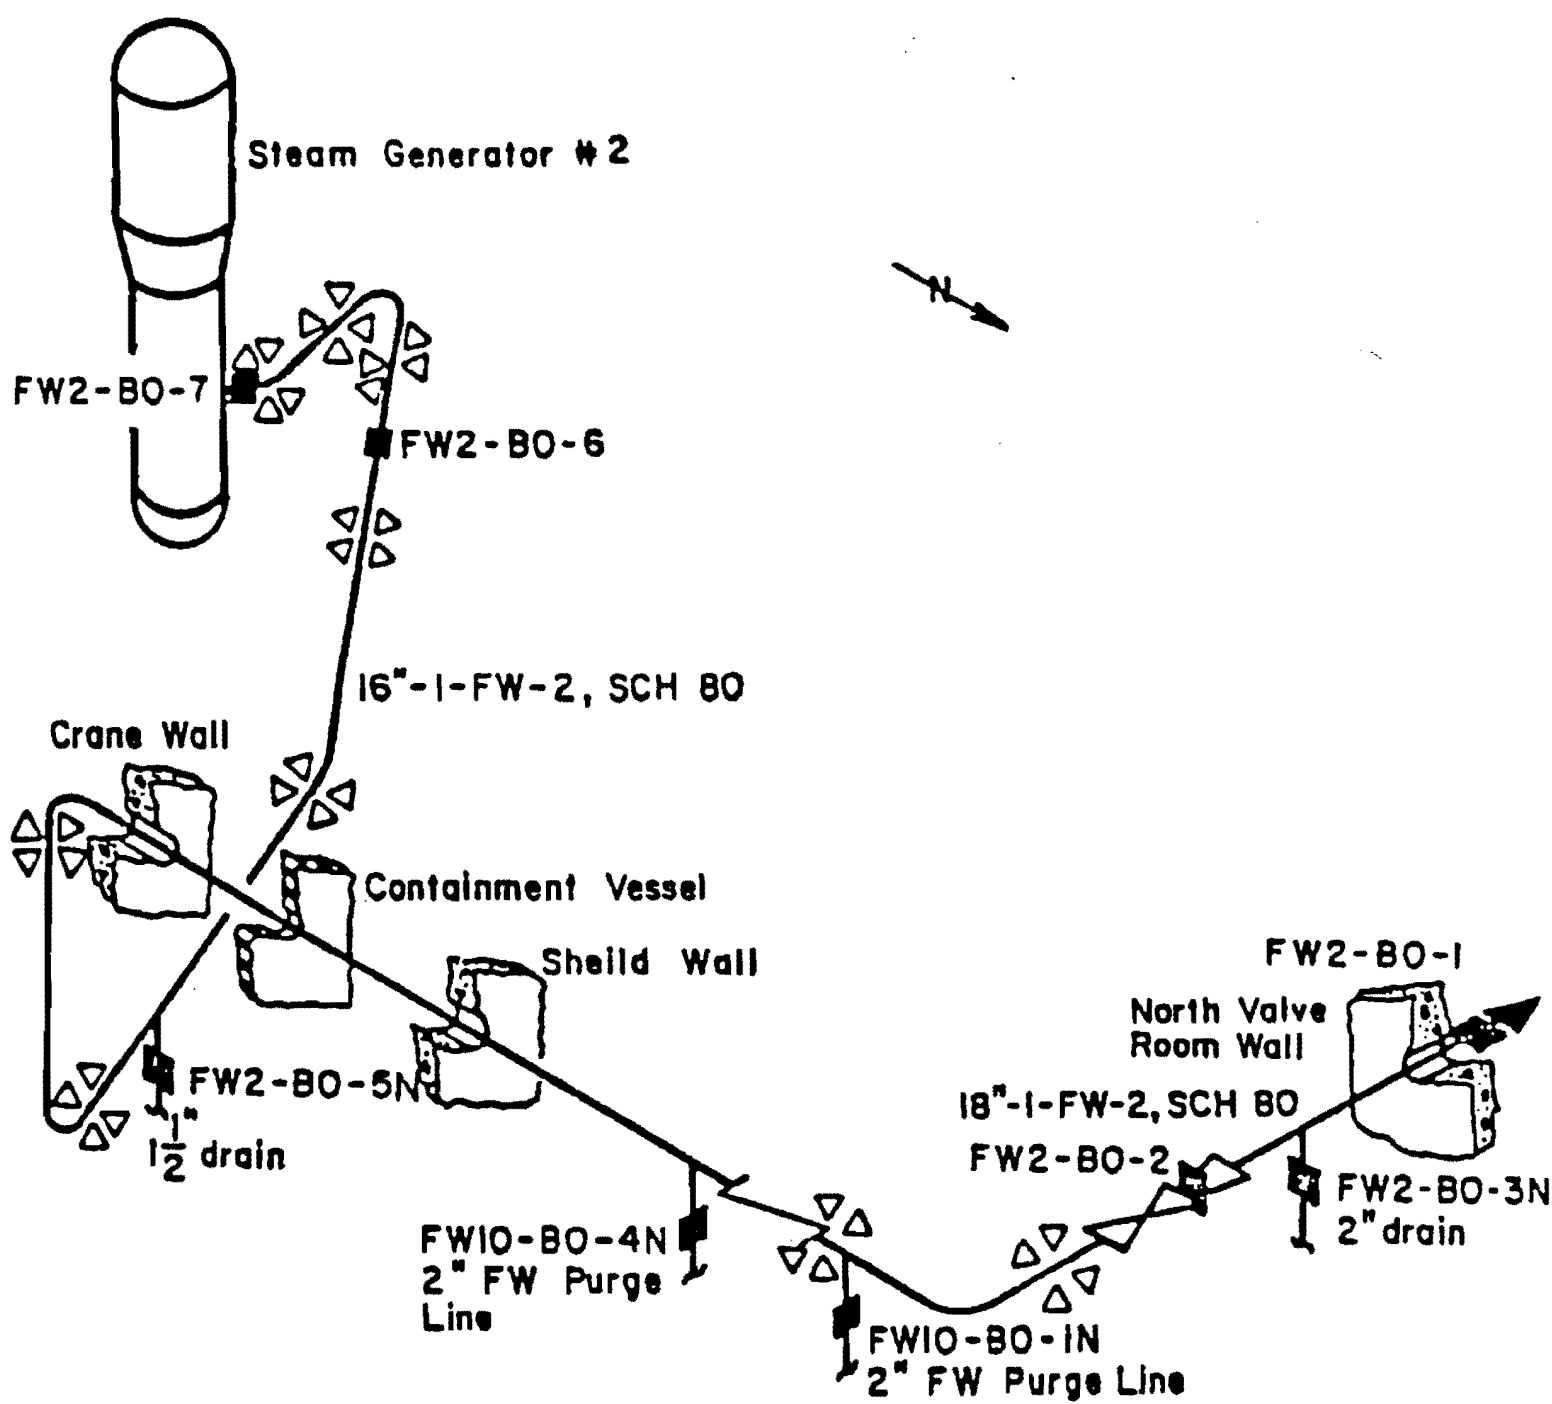 Steam Generator #2
N
FW2-BO-7
FW2-BO-6
16"-1-FW-2, SCH 80
Crane Wall
Containment Vessel
Sheild Wall
FW2-BO-1
North Valve
Room Wall
FW2-BO-5N
1 1/2" drain
18"-1-FW-2, SCH 80
FW2-BO-2
FW2-BO-3N
2" drain
FW10-BO-4N
2" FW Purge
Line
FW10-BO-1N
2" FW Purge Line